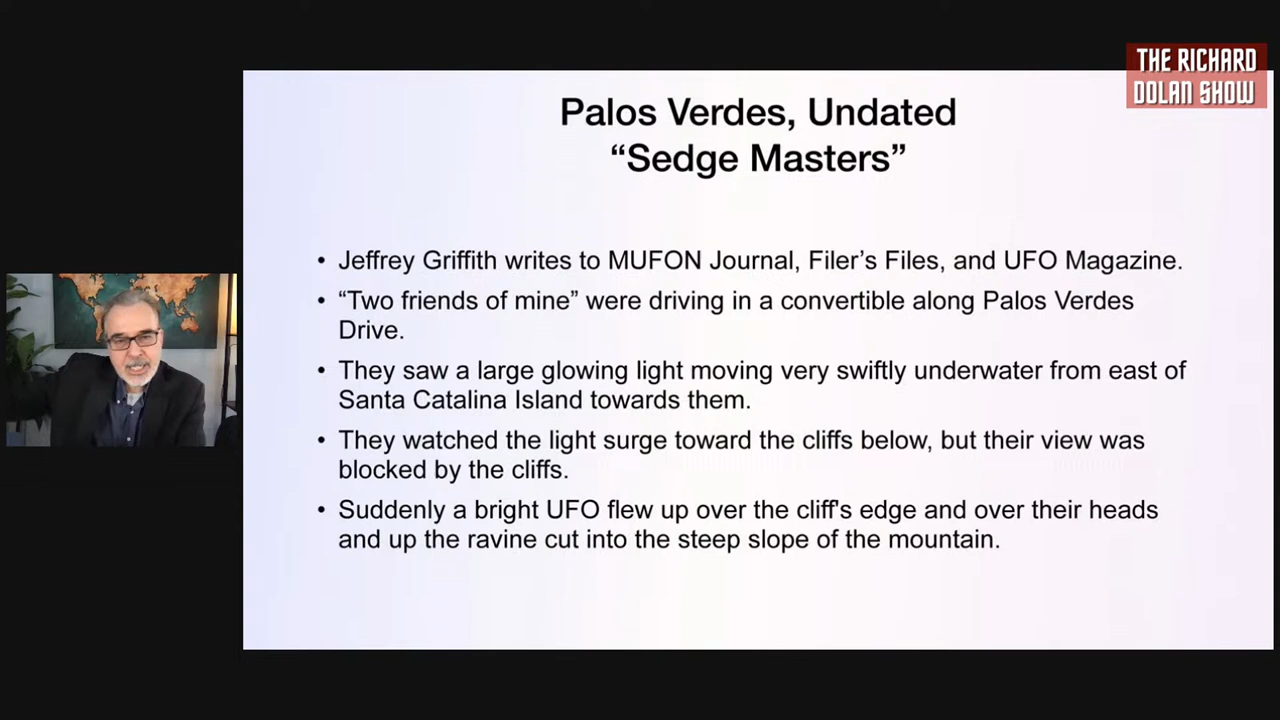 THE RICHARD
DOLAN SHOW
Palos Verdes, Undated
“Sedge Masters”
• Jeffrey Griffith writes to MUFON Journal, Filer’s Files, and UFO Magazine.
• “Two friends of mine” were driving in a convertible along Palos Verdes
Drive.
• They saw a large glowing light moving very swiftly underwater from east of
Santa Catalina Island towards them.
• They watched the light surge toward the cliffs below, but their view was
blocked by the cliffs.
• Suddenly a bright UFO flew up over the cliff's edge and over their heads
and up the ravine cut into the steep slope of the mountain.